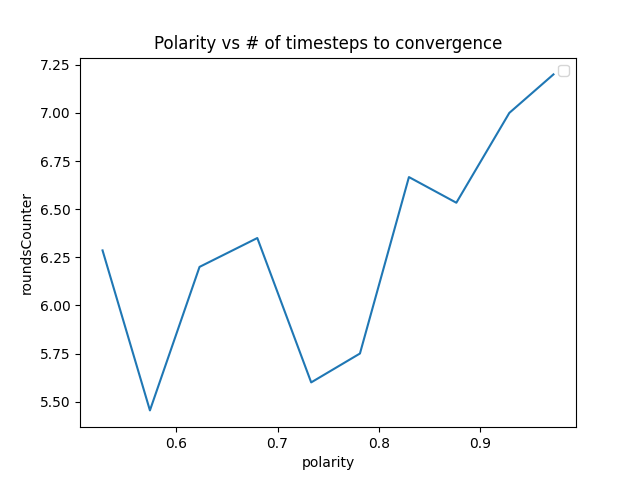 Polarity vs # of timesteps to convergence
7.25
7.00
6.75
6.50
6.25
6.00
5.75
5.50
roundsCounter
0.6 0.7 0.8 0.9
polarity